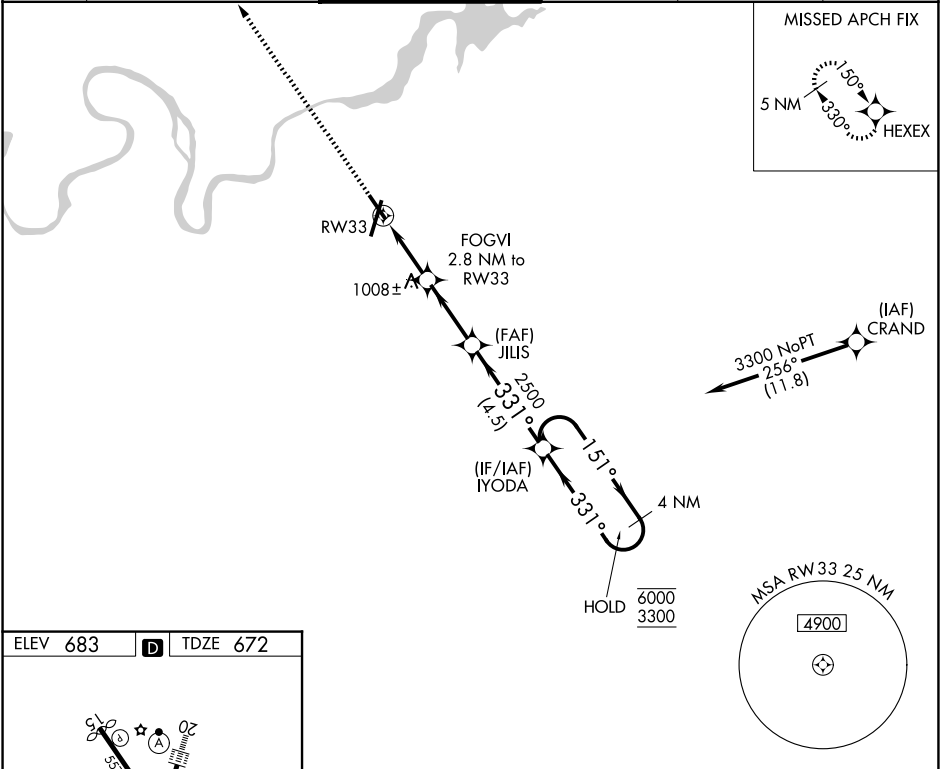 MISSED APCH FIX
150°
5 NM
330°
HEXEX
RW33
FOGVI
2.8 NM to
RW33
1008±
(FAF)
JILIS
(IAF)
CRAND
3300 NoPT
256°
(11.8)
2500
331°
(4.5)
(IF/IAF)
IYODA
151°
331°
4 NM
HOLD
6000
3300
MSA RW33 25 NM
4900
ELEV 683
D
TDZE 672
15
P
A
20